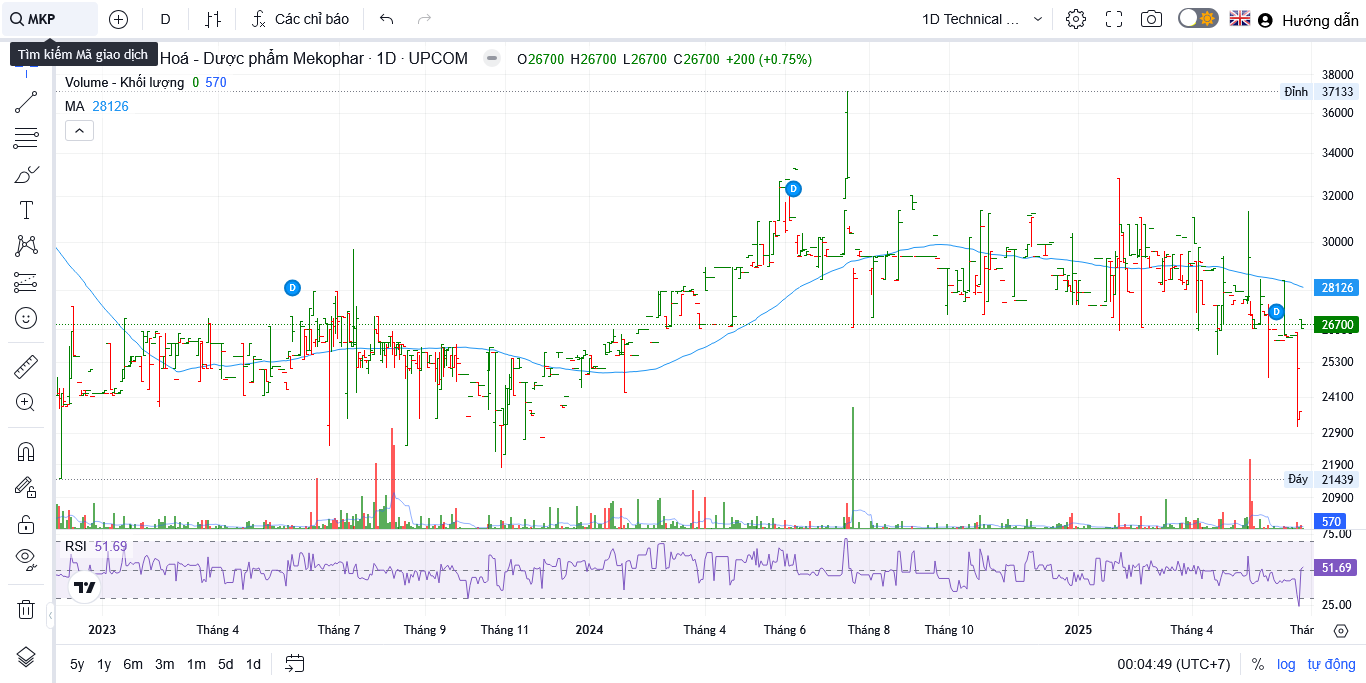 MKP
D
Các chỉ báo
1D Technical ...
Hướng dẫn
Tìm kiếm Mã giao dịch
Hoá - Dược phẩm Mekophar · 1D · UPCOM
O26700 H26700 L26700 C26700 +200 (+0.75%)
Volume - Khối lượng 0 570
MA 28126
38000
Đỉnh 37133
36000
34000
32000
30000
28126
26700
25300
24100
22900
21900
Đáy 21439
20900
570
75.00
RSI 51.69
51.69
25.00
D
D
D
2023
Tháng 4
Tháng 7
Tháng 9
Tháng 11
2024
Tháng 4
Tháng 6
Tháng 8
Tháng 10
2025
Tháng 4
Thár
5y 1y 6m 3m 1m 5d 1d
00:04:49 (UTC+7)
% log tự động